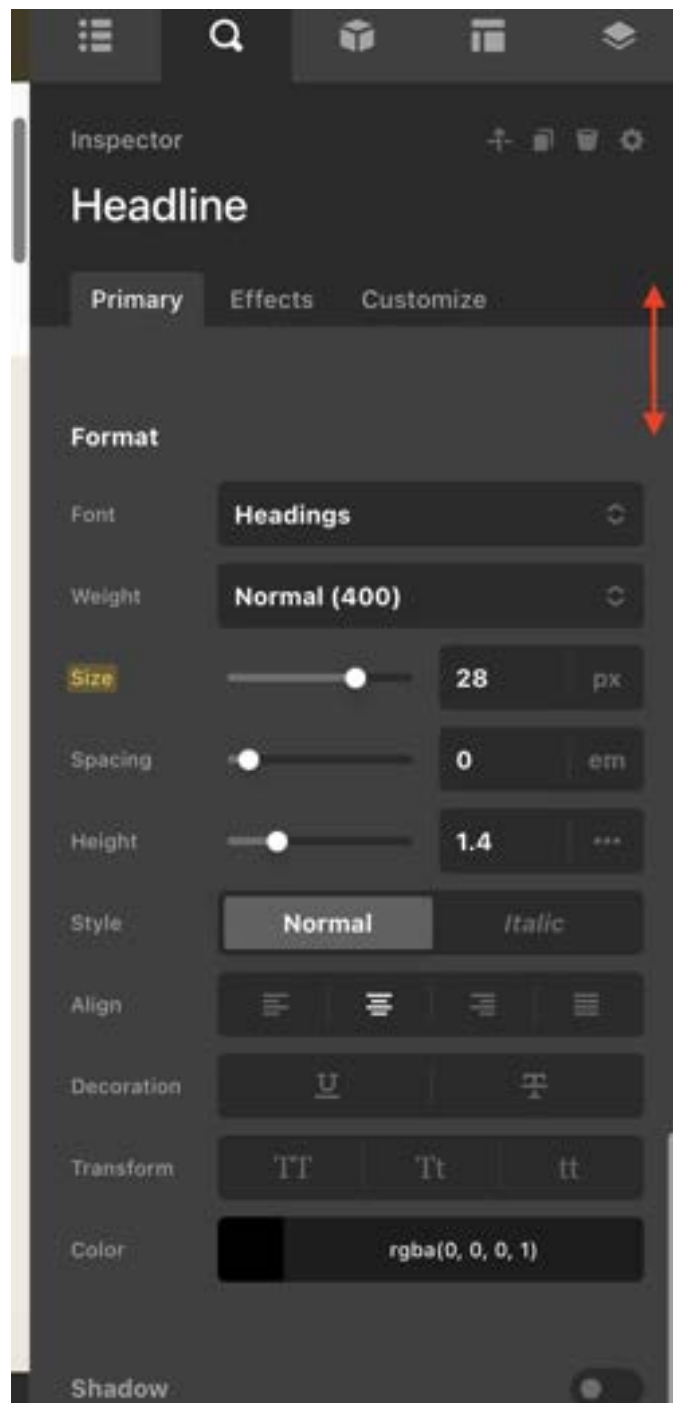 Inspector
Headline
Primary Effects Customize
Format
Font Headings
Weight Normal (400)
Size 28 px
Spacing 0 em
Height 1.4 •••
Style Normal Italic
Align
Decoration U T
Transform TT Tt tt
Color rgba(0, 0, 0, 1)
Shadow